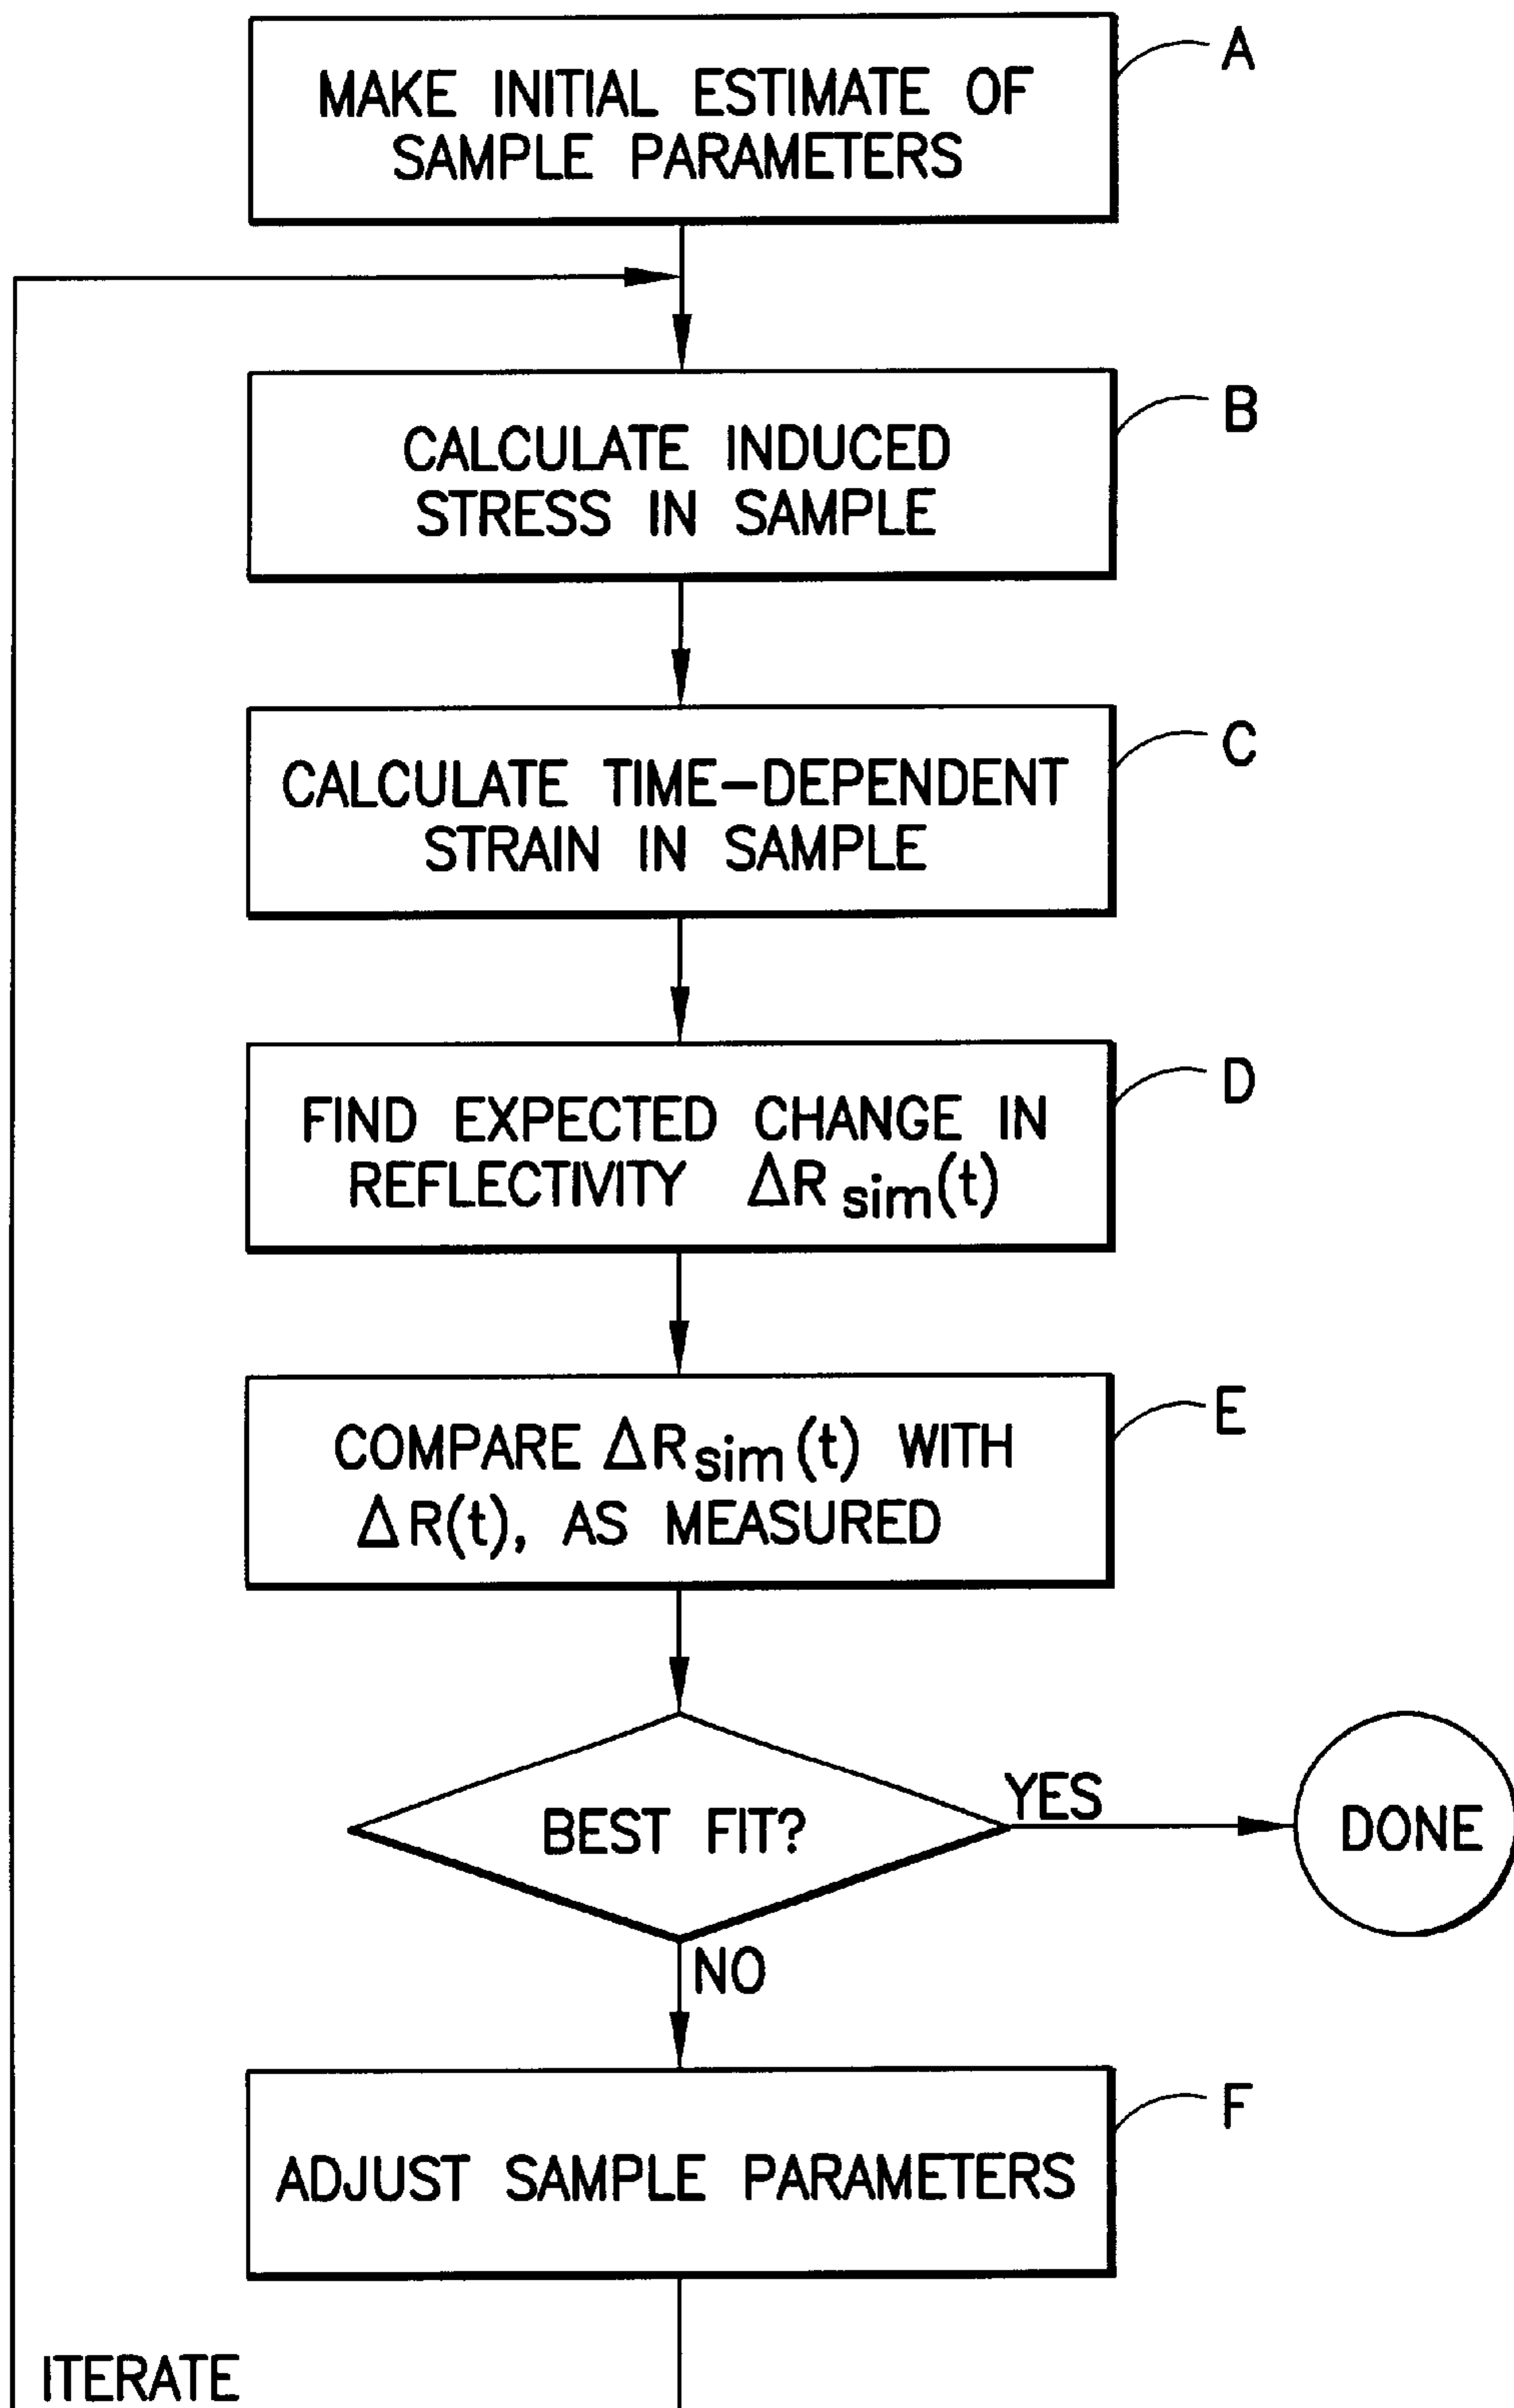 MAKE INITIAL ESTIMATE OF
SAMPLE PARAMETERS
A
CALCULATE INDUCED
STRESS IN SAMPLE
B
CALCULATE TIME-DEPENDENT
STRAIN IN SAMPLE
C
FIND EXPECTED CHANGE IN
REFLECTIVITY ΔR sim(t)
D
COMPARE ΔRsim(t) WITH
ΔR(t), AS MEASURED
E
BEST FIT?
YES
DONE
NO
ADJUST SAMPLE PARAMETERS
F
ITERATE